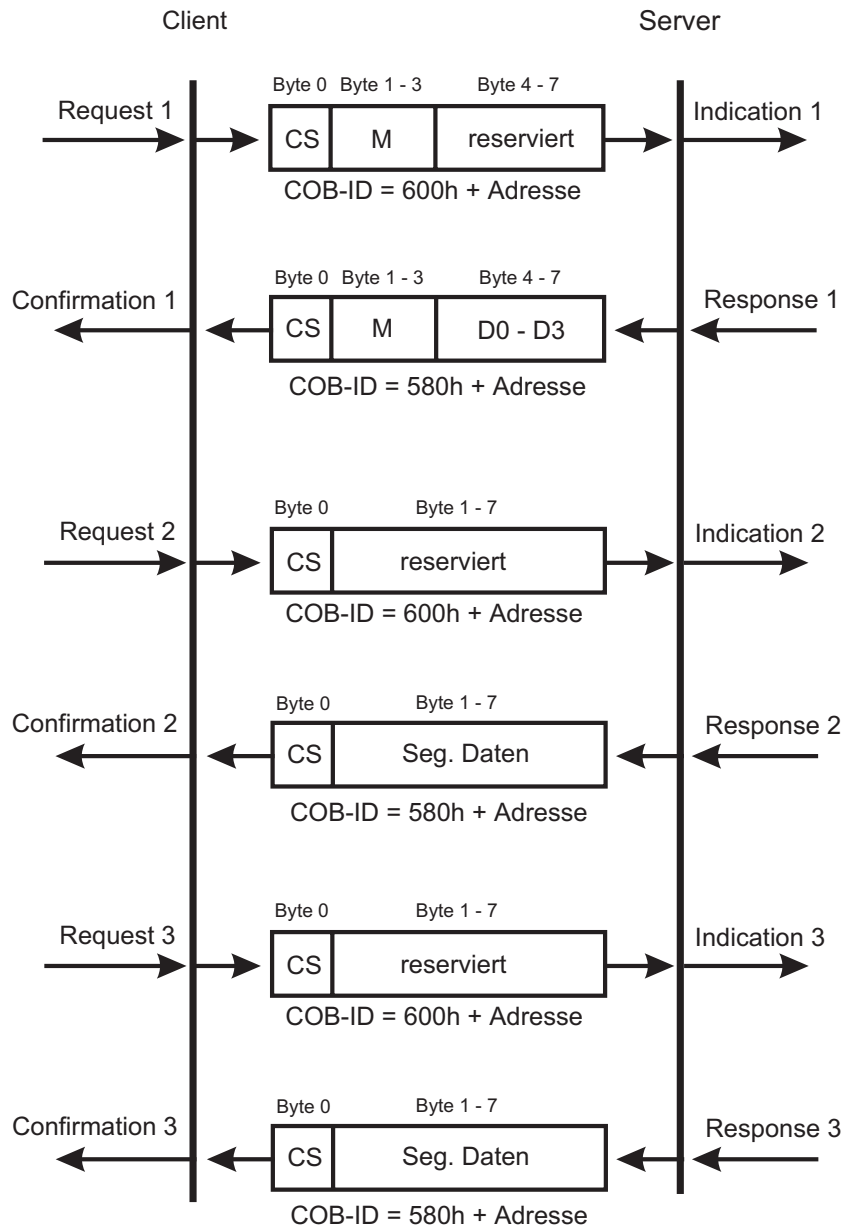 Client Server
Byte 0 Byte 1 - 3 Byte 4 - 7
Request 1 CS M reserviert Indication 1
COB-ID = 600h + Adresse
Byte 0 Byte 1 - 3 Byte 4 - 7
Confirmation 1 CS M D0 - D3 Response 1
COB-ID = 580h + Adresse
Byte 0 Byte 1 - 7
Request 2 CS reserviert Indication 2
COB-ID = 600h + Adresse
Byte 0 Byte 1 - 7
Confirmation 2 CS Seg. Daten Response 2
COB-ID = 580h + Adresse
Byte 0 Byte 1 - 7
Request 3 CS reserviert Indication 3
COB-ID = 600h + Adresse
Byte 0 Byte 1 - 7
Confirmation 3 CS Seg. Daten Response 3
COB-ID = 580h + Adresse